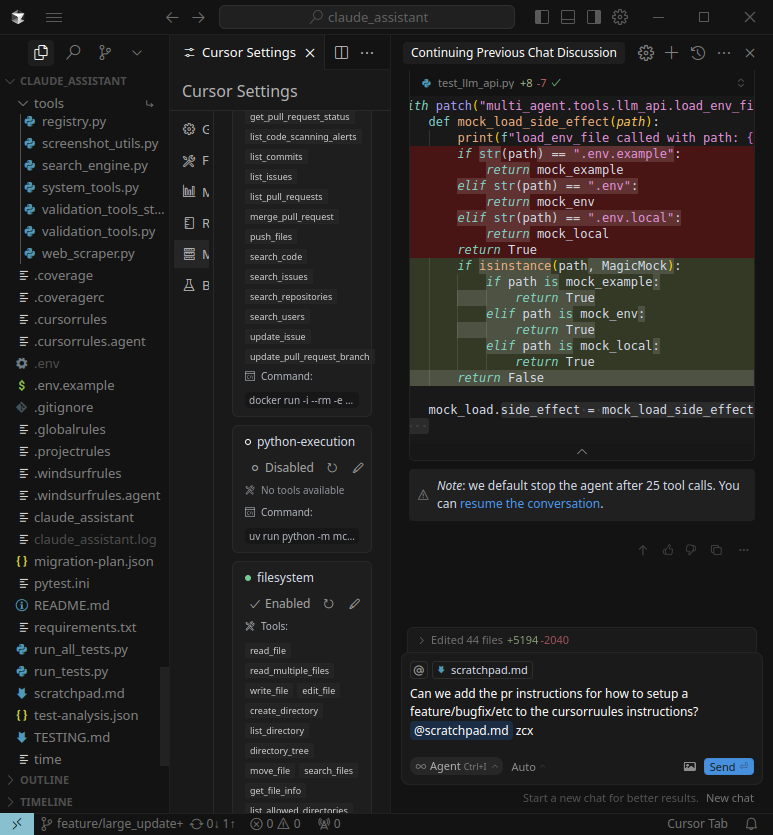 claude_assistant
CLAUDE_ASSISTANT
tools
registry.py
screenshot_utils.py
search_engine.py
system_tools.py
validation_tools_st...
validation_tools.py
web_scraper.py
.coverage
.coveragerc
.cursorrules
.cursorrules.agent
.env
.env.example
.gitignore
.globalrules
.projectrules
.windsurfrules
.windsurfrules.agent
claude_assistant
claude_assistant.log
migration-plan.json
pytest.ini
README.md
requirements.txt
run_all_tests.py
run_tests.py
scratchpad.md
test-analysis.json
TESTING.md
time
OUTLINE
TIMELINE
Cursor Settings
Cursor Settings
G
F
M
R
M
B
get_pull_request_status
list_code_scanning_alerts
list_commits
list_issues
list_pull_requests
merge_pull_request
push_files
search_code
search_issues
search_repositories
search_users
update_issue
update_pull_request_branch
Command:
docker run -i --rm -e ...
python-execution
Disabled
No tools available
Command:
uv run python -m mc...
filesystem
Enabled
Tools:
read_file
read_multiple_files
write_file edit_file
create_directory
list_directory
directory_tree
move_file search_files
get_file_info
list_allowed_directories
Continuing Previous Chat Discussion
test_llm_api.py +8 -7
ith patch("multi_agent.tools.llm_api.load_env_fi
def mock_load_side_effect(path):
print(f"load_env_file called with path: {
if str(path) == ".env.example":
return mock_example
elif str(path) == ".env":
return mock_env
elif str(path) == ".env.local":
return mock_local
return True
if isinstance(path, MagicMock):
if path is mock_example:
return True
elif path is mock_env:
return True
elif path is mock_local:
return True
return False
mock_load.side_effect = mock_load_side_effect
Note: we default stop the agent after 25 tool calls. You
can resume the conversation.
Edited 44 files +5194 -2040
@ scratchpad.md
Can we add the pr instructions for how to setup a
feature/bugfix/etc to the cursorruules instructions?
@scratchpad.md zcx
Agent Ctrl+I Auto Send
Start a new chat for better results. New chat
feature/large_update+ 0↓ 1↑ 0 0 0 Cursor Tab